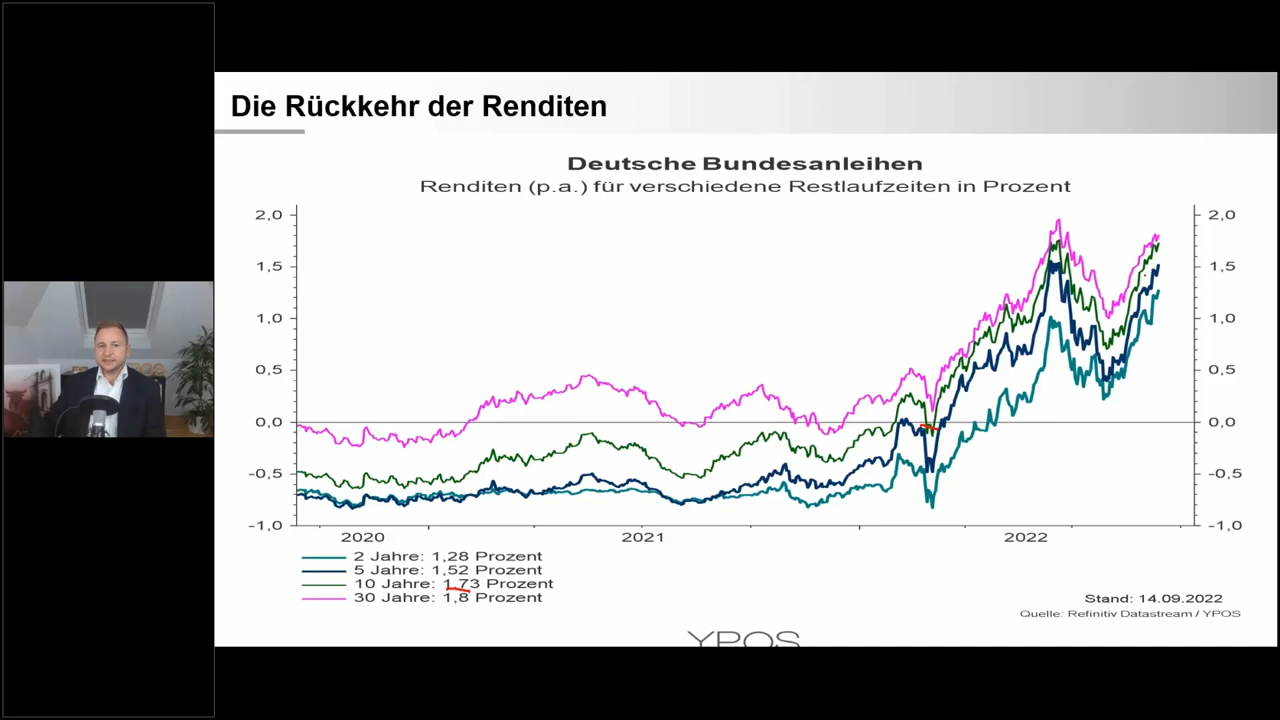 Die Rückkehr der Renditen
Deutsche Bundesanleihen
Renditen (p.a.) für verschiedene Restlaufzeiten in Prozent
2,0 2,0
1,5 1,5
1,0 1,0
0,5 0,5
0,0 0,0
-0,5 -0,5
-1,0 -1,0
2020 2021 2022
2 Jahre: 1,28 Prozent
5 Jahre: 1,52 Prozent
10 Jahre: 1,73 Prozent
30 Jahre: 1,8 Prozent
Stand: 14.09.2022
Quelle: Refinitiv Datastream / YPOS
YPOS